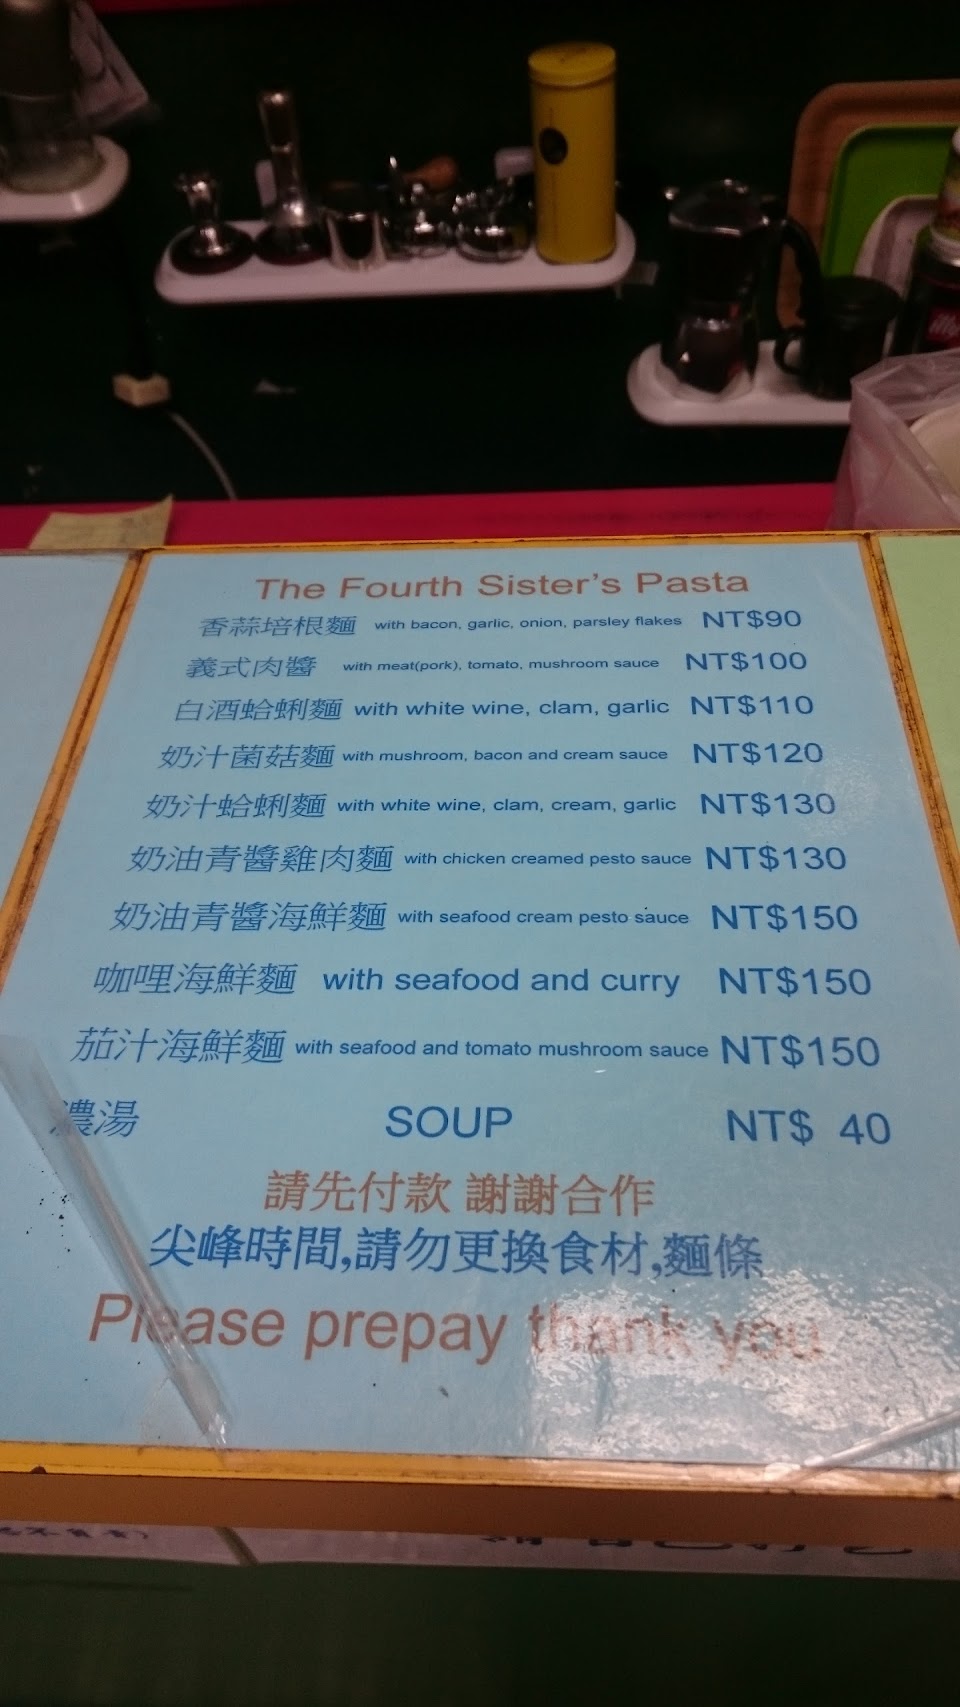 illy
The Fourth Sister's Pasta
香蒜培根麵 with bacon, garlic, onion, parsley flakes NT$90
義式肉醬 with meat(pork), tomato, mushroom sauce NT$100
白酒蛤蜊麵 with white wine, clam, garlic NT$110
奶汁菌菇麵 with mushroom, bacon and cream sauce NT$120
奶汁蛤蜊麵 with white wine, clam, cream, garlic NT$130
奶油青醬雞肉麵 with chicken creamed pesto sauce NT$130
奶油青醬海鮮麵 with seafood cream pesto sauce NT$150
咖哩海鮮麵 with seafood and curry NT$150
茄汁海鮮麵 with seafood and tomato mushroom sauce NT$150
濃湯 SOUP NT$ 40
請先付款 謝謝合作
尖峰時間,請勿更換食材,麵條
Please prepay thank you